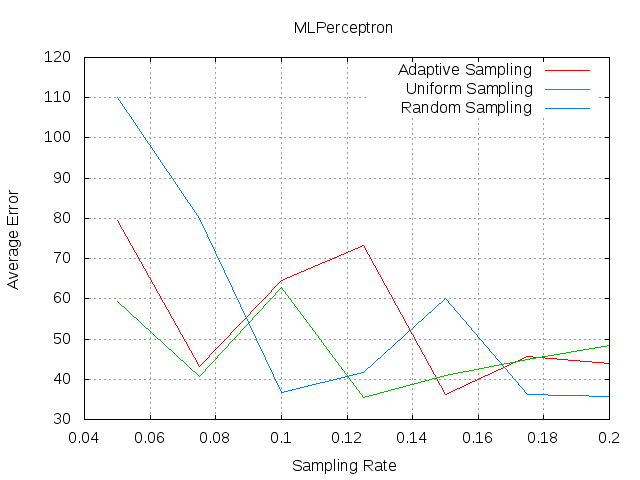 MLPerceptron
120
110
100
90
80
70
60
50
40
30
Average Error
Adaptive Sampling
Uniform Sampling
Random Sampling
0.04 0.06 0.08 0.1 0.12 0.14 0.16 0.18 0.2
Sampling Rate